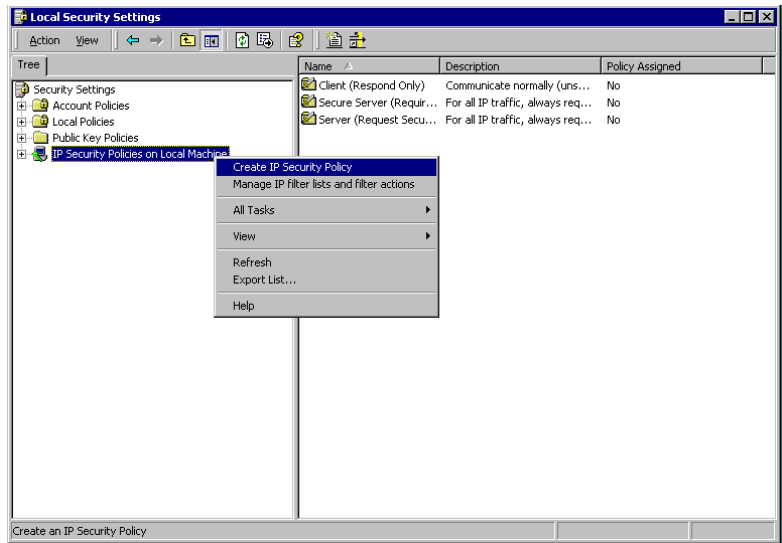 Local Security Settings
Action View
Tree
Name Description Policy Assigned
Security Settings
Account Policies
Local Policies
Public Key Policies
IP Security Policies on Local Machine
Client (Respond Only) Communicate normally (uns... No
Secure Server (Requir... For all IP traffic, always req... No
Server (Request Secu... For all IP traffic, always req... No
Create IP Security Policy
Manage IP filter lists and filter actions
All Tasks
View
Refresh
Export List...
Help
Create an IP Security Policy